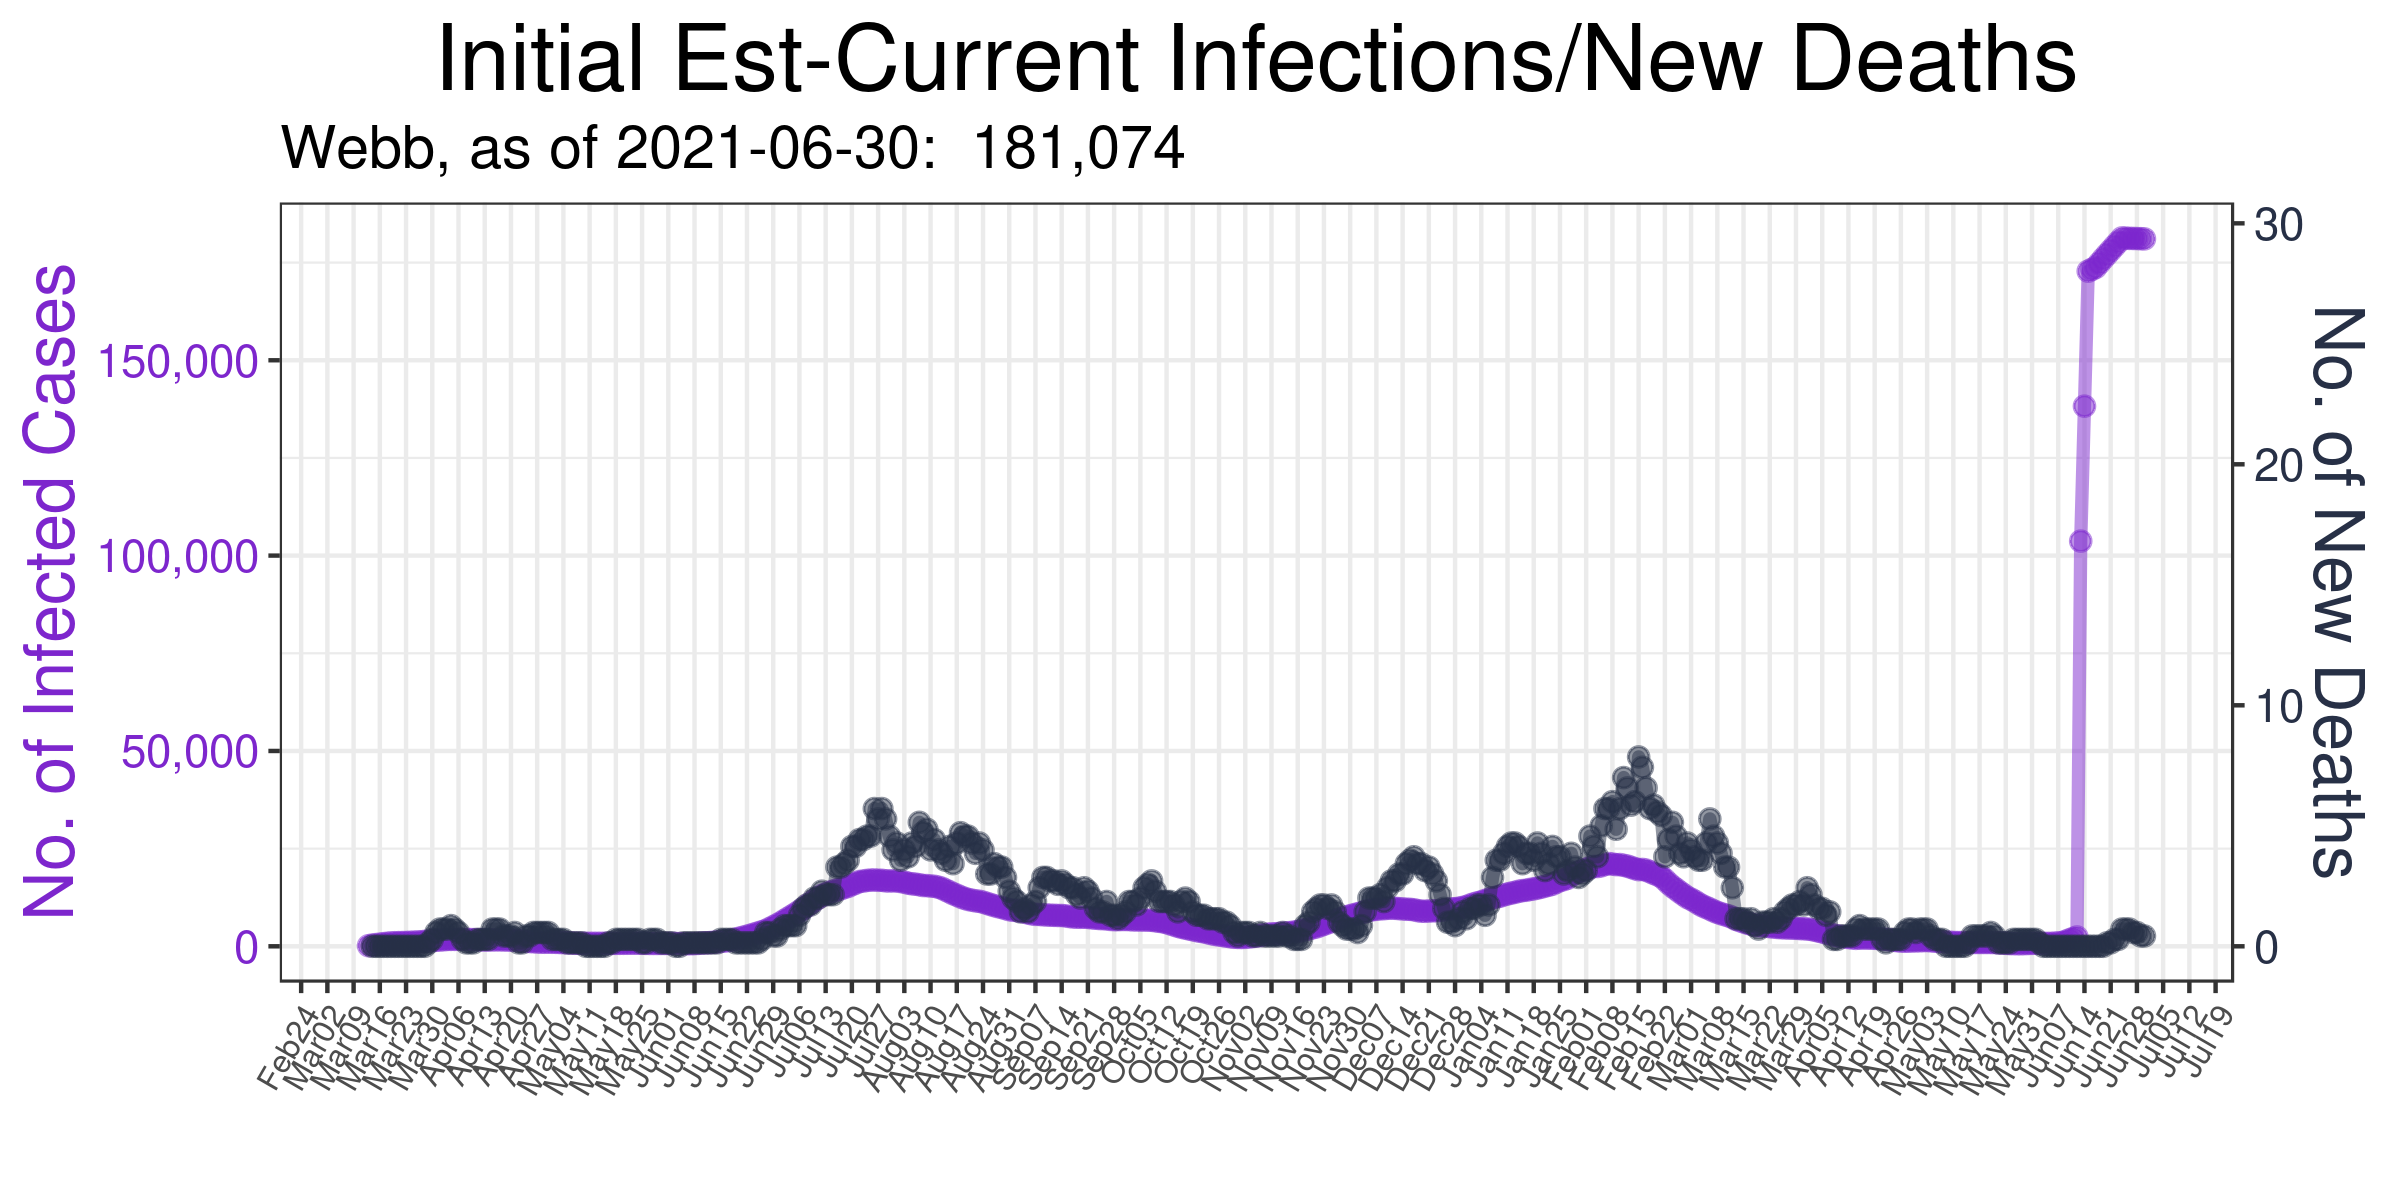 Initial Est-Current Infections/New Deaths
Webb, as of 2021-06-30:  181,074
No. of Infected Cases
150,000
100,000
50,000
0
30
20
10
0
No. of New Deaths
Feb24
Mar02
Mar09
Mar16
Mar23
Mar30
Apr06
Apr13
Apr20
Apr27
May04
May11
May18
May25
Jun01
Jun08
Jun15
Jun22
Jun29
Jul06
Jul13
Jul20
Jul27
Aug03
Aug10
Aug17
Aug24
Aug31
Sep07
Sep14
Sep21
Sep28
Oct05
Oct12
Oct19
Oct26
Nov02
Nov09
Nov16
Nov23
Nov30
Dec07
Dec14
Dec21
Dec28
Jan04
Jan11
Jan18
Jan25
Feb01
Feb08
Feb15
Feb22
Mar01
Mar08
Mar15
Mar22
Mar29
Apr05
Apr12
Apr19
Apr26
May03
May10
May17
May24
May31
Jun07
Jun14
Jun21
Jun28
Jul05
Jul12
Jul19